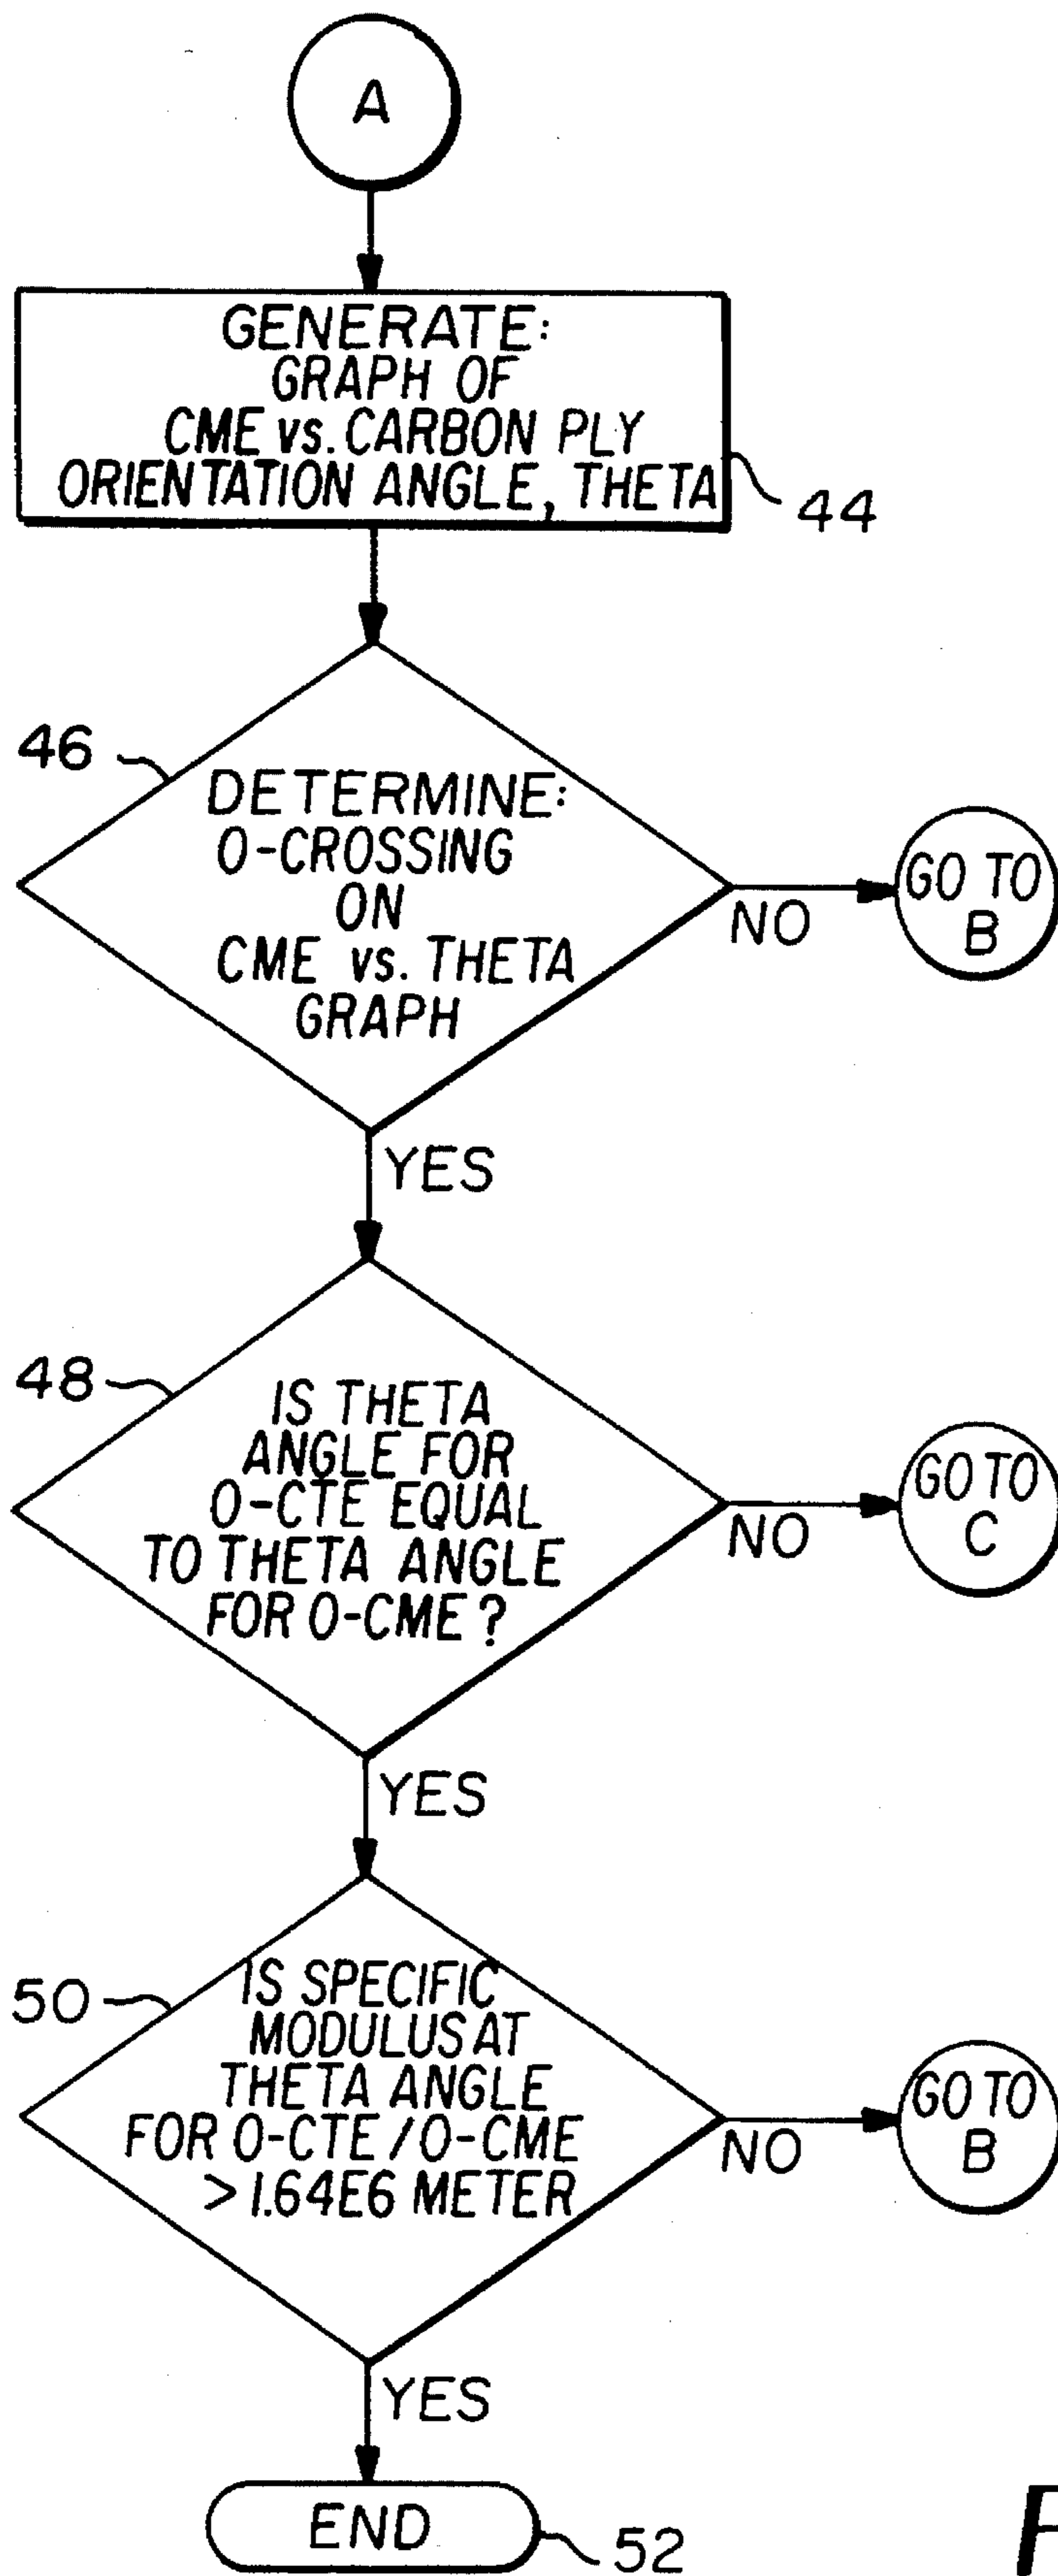 A
GENERATE:
GRAPH OF
CME vs. CARBON PLY
ORIENTATION ANGLE, THETA
44
46
DETERMINE:
0-CROSSING
ON
CME vs. THETA
GRAPH
NO
GO TO
B
YES
48
IS THETA
ANGLE FOR
0-CTE EQUAL
TO THETA ANGLE
FOR 0-CME?
NO
GO TO
C
YES
50
IS SPECIFIC
MODULUS AT
THETA ANGLE
FOR 0-CTE/0-CME
>1.64E6 METER
NO
GO TO
B
YES
END
52